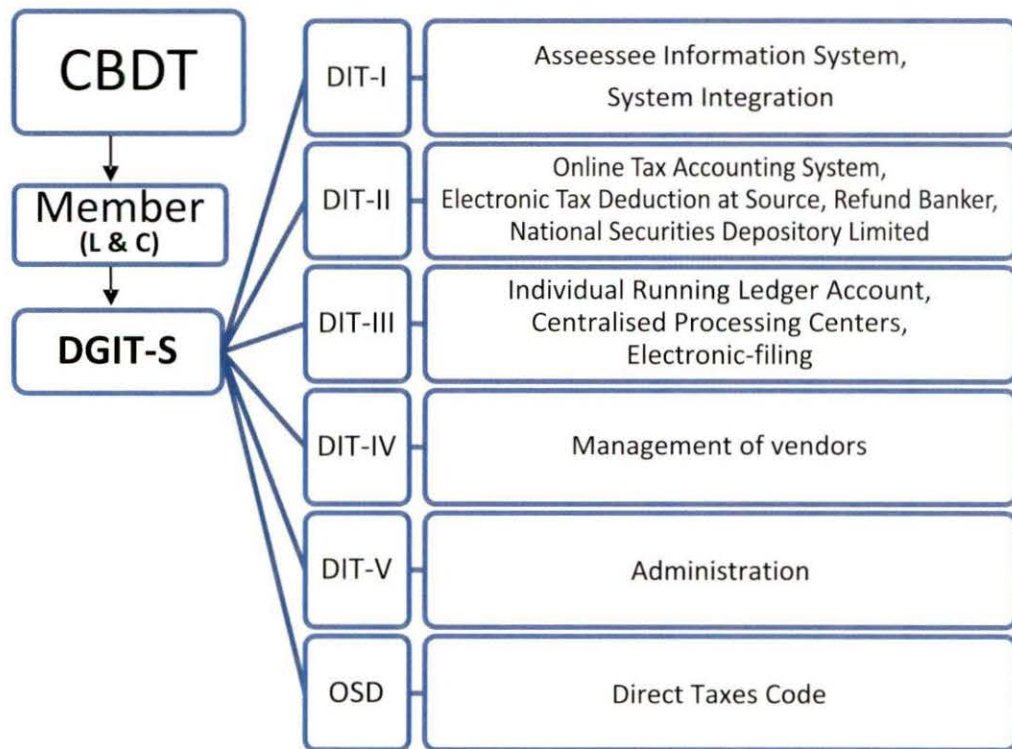 CBDT
Member
(L & C)
DGIT-S
DIT-I
Asseessee Information System,
System Integration
DIT-II
Online Tax Accounting System,
Electronic Tax Deduction at Source, Refund Banker,
National Securities Depository Limited
DIT-III
Individual Running Ledger Account,
Centralised Processing Centers,
Electronic-filing
DIT-IV
Management of vendors
DIT-V
Administration
OSD
Direct Taxes Code